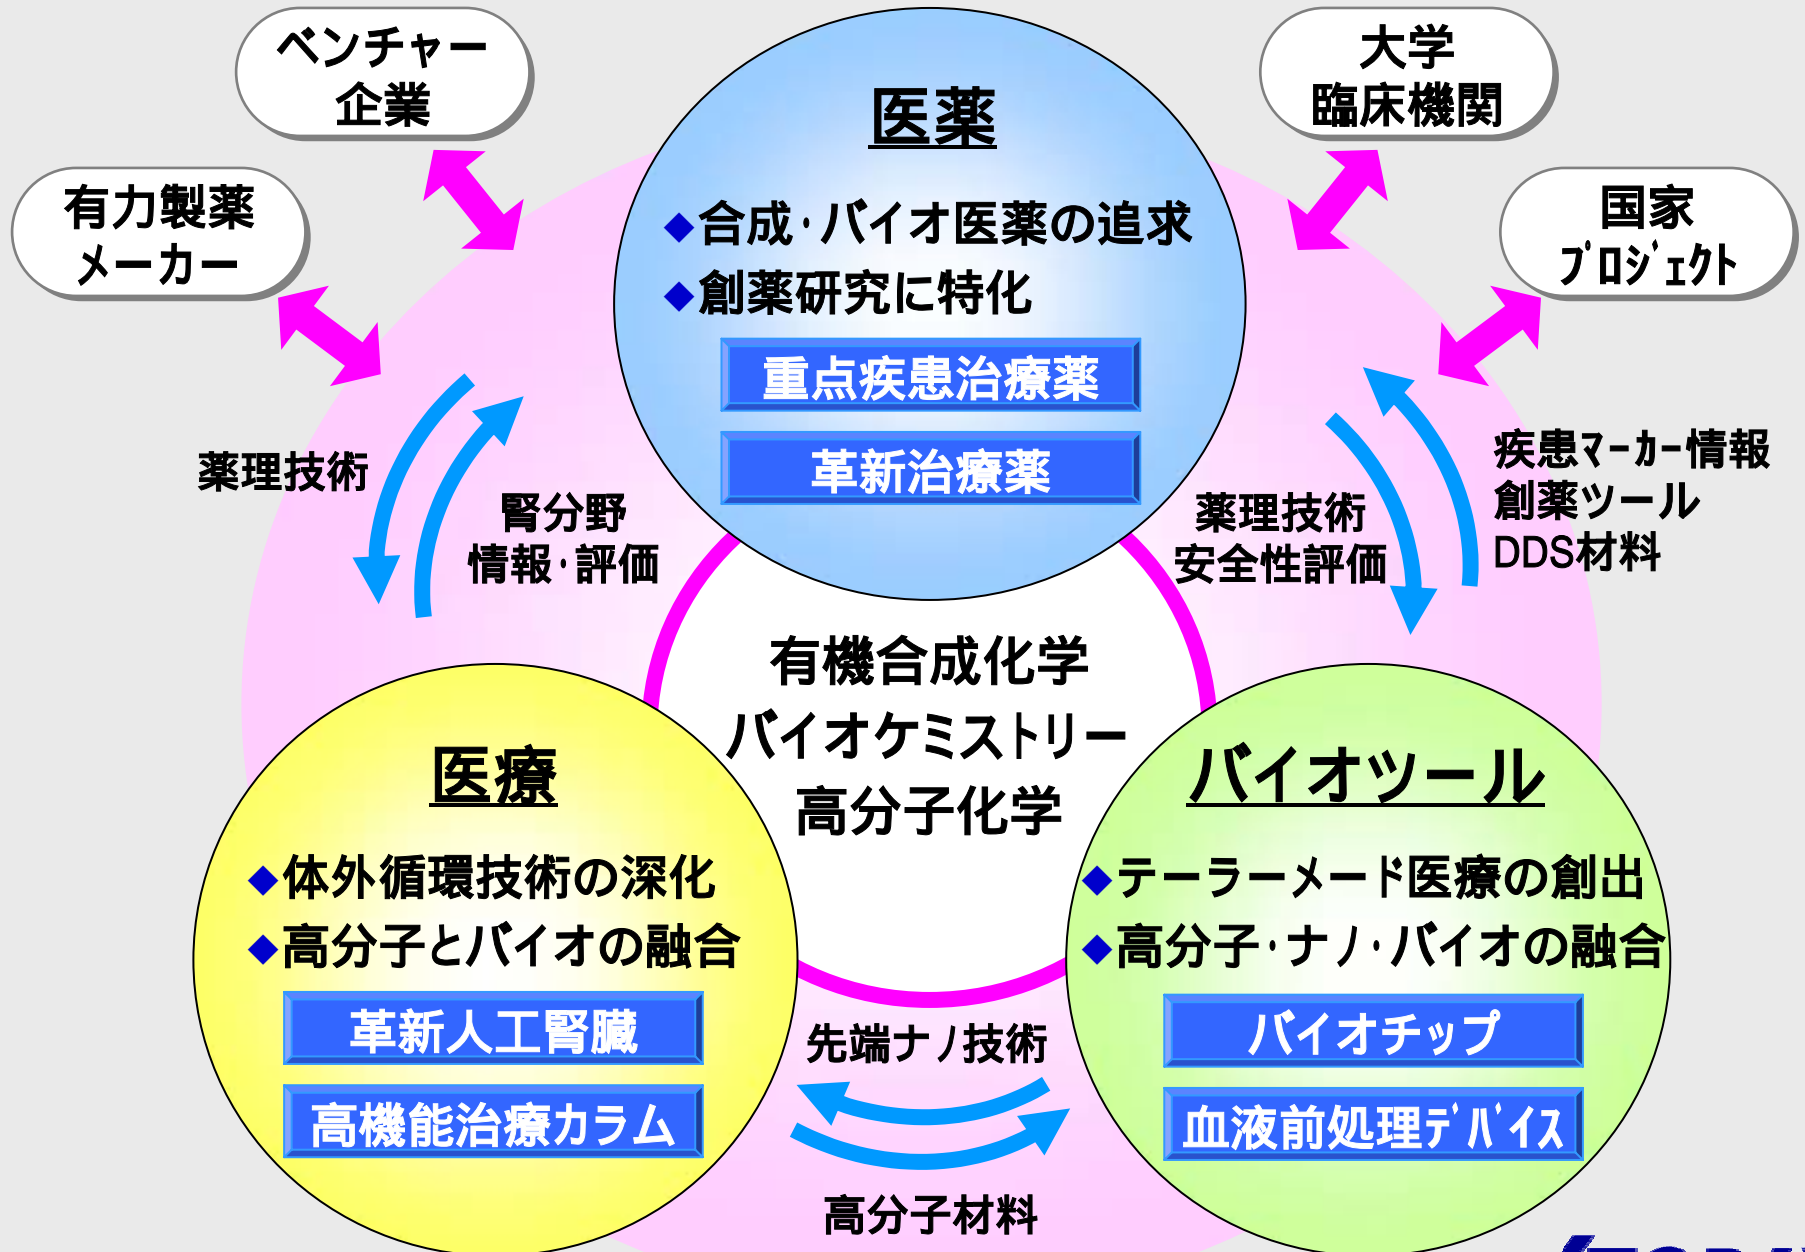 ベンチャー
企業
大学
臨床機関
有力製薬
メーカー
国家
ﾌﾟﾛｼﾞｪｸﾄ
医薬
◆合成・バイオ医薬の追求
◆創薬研究に特化
重点疾患治療薬
革新治療薬
薬理技術
腎分野
情報・評価
薬理技術
安全性評価
疾患ﾏｰｶｰ情報
創薬ツール
DDS材料
有機合成化学
バイオケミストリー
高分子化学
医療
◆体外循環技術の深化
◆高分子とバイオの融合
革新人工腎臓
高機能治療カラム
バイオツール
◆テーラーメード医療の創出
◆高分子・ナノ・バイオの融合
バイオチップ
血液前処理ﾃﾞﾊﾞｲｽ
先端ナノ技術
高分子材料